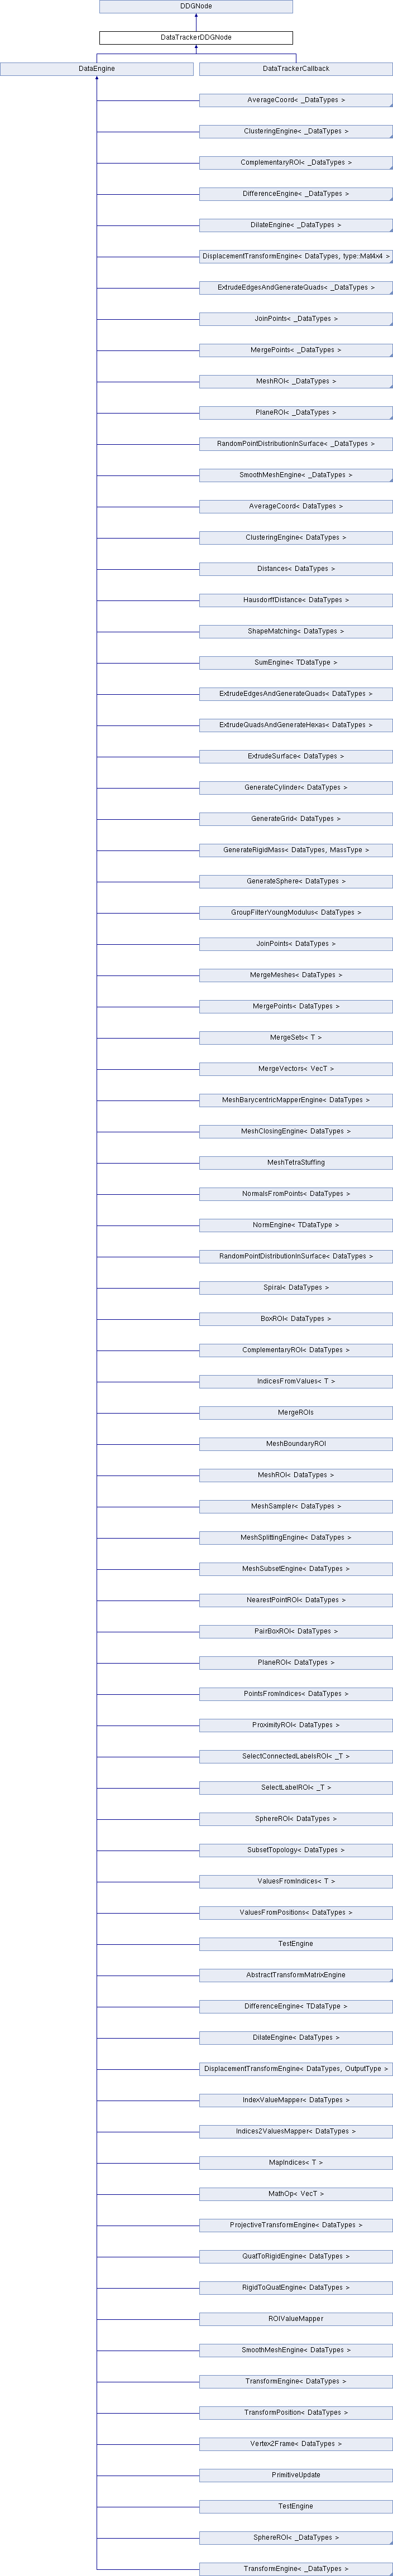 DDGNode
DataTrackerDDGNode
DataEngine
DataTrackerCallback
AverageCoord< _DataTypes >
ClusteringEngine< _DataTypes >
ComplementaryROI< _DataTypes >
DifferenceEngine< _DataTypes >
DilateEngine< _DataTypes >
DisplacementTransformEngine< DataTypes, type::Mat4x4 >
ExtrudeEdgesAndGenerateQuads< _DataTypes >
JoinPoints< _DataTypes >
MergePoints< _DataTypes >
MeshROI< _DataTypes >
PlaneROI< _DataTypes >
RandomPointDistributionInSurface< _DataTypes >
SmoothMeshEngine< _DataTypes >
AverageCoord< DataTypes >
ClusteringEngine< DataTypes >
Distances< DataTypes >
HausdorffDistance< DataTypes >
ShapeMatching< DataTypes >
SumEngine< TDataType >
ExtrudeEdgesAndGenerateQuads< DataTypes >
ExtrudeQuadsAndGenerateHexas< DataTypes >
ExtrudeSurface< DataTypes >
GenerateCylinder< DataTypes >
GenerateGrid< DataTypes >
GenerateRigidMass< DataTypes, MassType >
GenerateSphere< DataTypes >
GroupFilterYoungModulus< DataTypes >
JoinPoints< DataTypes >
MergeMeshes< DataTypes >
MergePoints< DataTypes >
MergeSets< T >
MergeVectors< VecT >
MeshBarycentricMapperEngine< DataTypes >
MeshClosingEngine< DataTypes >
MeshTetraStuffing
NormalsFromPoints< DataTypes >
NormEngine< TDataType >
RandomPointDistributionInSurface< DataTypes >
Spiral< DataTypes >
BoxROI< DataTypes >
ComplementaryROI< DataTypes >
IndicesFromValues< T >
MergeROIs
MeshBoundaryROI
MeshROI< DataTypes >
MeshSampler< DataTypes >
MeshSplittingEngine< DataTypes >
MeshSubsetEngine< DataTypes >
NearestPointROI< DataTypes >
PairBoxROI< DataTypes >
PlaneROI< DataTypes >
PointsFromIndices< DataTypes >
ProximityROI< DataTypes >
SelectConnectedLabelsROI< _T >
SelectLabelROI< _T >
SphereROI< DataTypes >
SubsetTopology< DataTypes >
ValuesFromIndices< T >
ValuesFromPositions< DataTypes >
TestEngine
AbstractTransformMatrixEngine
DifferenceEngine< TDataType >
DilateEngine< DataTypes >
DisplacementTransformEngine< DataTypes, OutputType >
IndexValueMapper< DataTypes >
Indices2ValuesMapper< DataTypes >
MapIndices< T >
MathOp< VecT >
ProjectiveTransformEngine< DataTypes >
QuatToRigidEngine< DataTypes >
RigidToQuatEngine< DataTypes >
ROIValueMapper
SmoothMeshEngine< DataTypes >
TransformEngine< DataTypes >
TransformPosition< DataTypes >
Vertex2Frame< DataTypes >
PrimitiveUpdate
TestEngine
SphereROI< _DataTypes >
TransformEngine< _DataTypes >